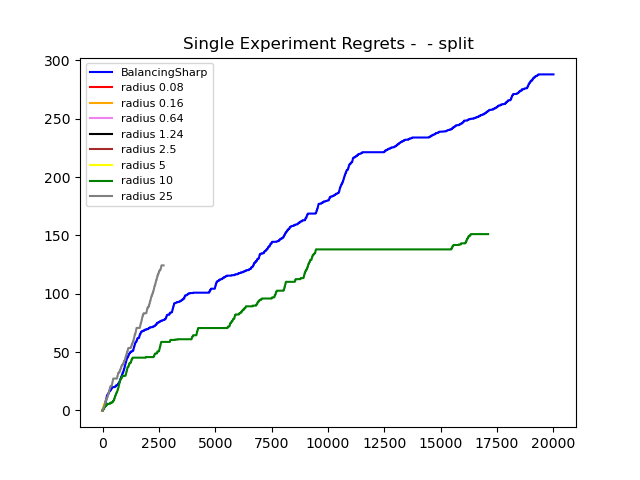 Single Experiment Regrets -  - split
300
250
200
150
100
50
0
BalancingSharp
radius 0.08
radius 0.16
radius 0.64
radius 1.24
radius 2.5
radius 5
radius 10
radius 25
0 2500 5000 7500 10000 12500 15000 17500 20000